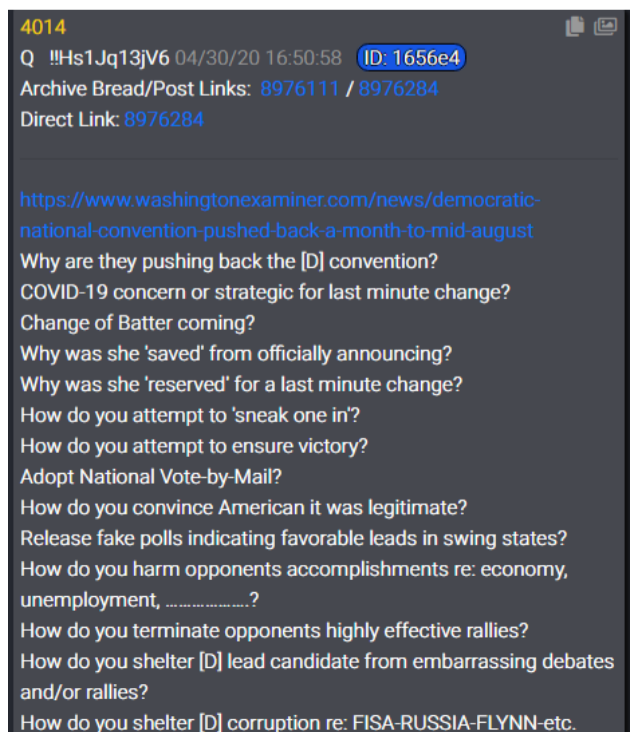 4014
Q !!Hs1Jq13jV6 04/30/20 16:50:58 ID: 1656e4
Archive Bread/Post Links: 8976111 / 8976284
Direct Link: 8976284
https://www.washingtonexaminer.com/news/democratic-
national-convention-pushed-back-a-month-to-mid-august
Why are they pushing back the [D] convention?
COVID-19 concern or strategic for last minute change?
Change of Batter coming?
Why was she 'saved' from officially announcing?
Why was she 'reserved' for a last minute change?
How do you attempt to 'sneak one in'?
How do you attempt to ensure victory?
Adopt National Vote-by-Mail?
How do you convince American it was legitimate?
Release fake polls indicating favorable leads in swing states?
How do you harm opponents accomplishments re: economy,
unemployment, ………………?
How do you terminate opponents highly effective rallies?
How do you shelter [D] lead candidate from embarrassing debates
and/or rallies?
How do you shelter [D] corruption re: FISA-RUSSIA-FLYNN-etc.